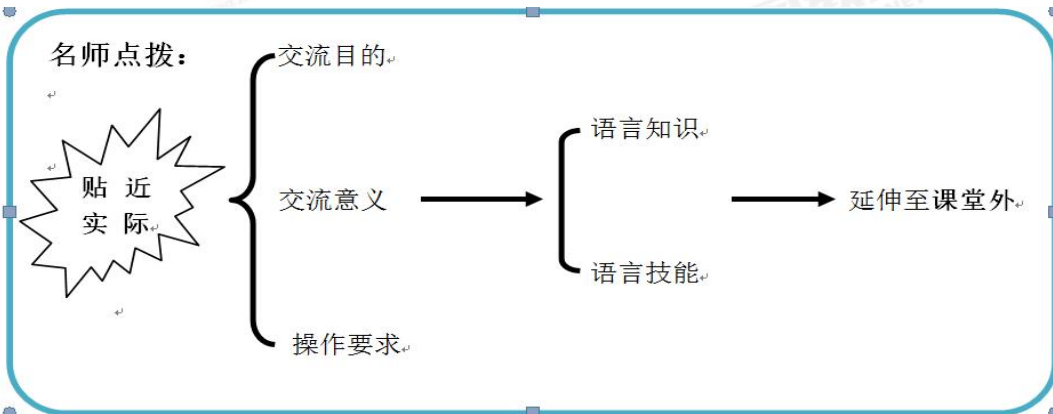 名师点拨：
交流目的
语言知识
贴 近
实 际
交流意义
延伸至课堂外
语言技能
操作要求